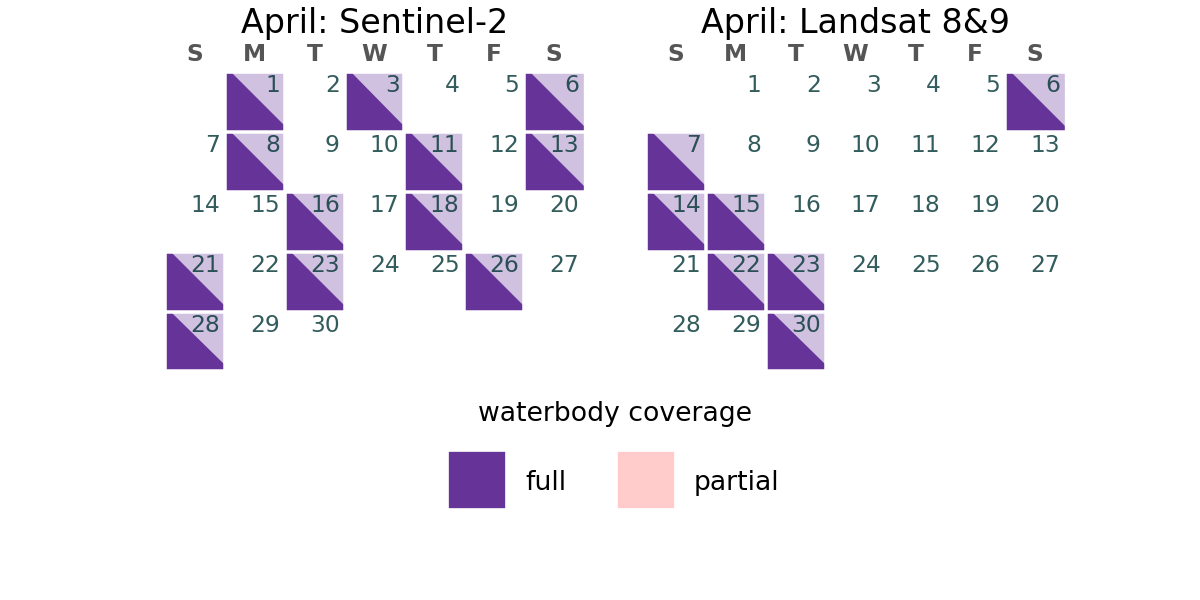 April: Sentinel-2
S M T W T F S
1 2 3 4 5 6
7 8 9 10 11 12 13
14 15 16 17 18 19 20
21 22 23 24 25 26 27
28 29 30
April: Landsat 8&9
S M T W T F S
1 2 3 4 5 6
7 8 9 10 11 12 13
14 15 16 17 18 19 20
21 22 23 24 25 26 27
28 29 30
waterbody coverage
full partial